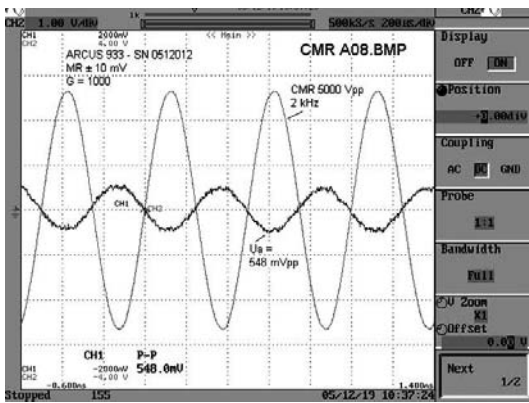 CH2 1.00 V/div
500kS/s 200us/div
CH2
CH1 2000mV
CH2 4.00 V
<< Main >>
ARCUS 933 - SN 0512012
MR ± 10 mV
G = 1000
CMR A08.BMP
CMR 5000 Vpp
2 kHz
CH1
CH2
Ua =
548 mVpp
CH1 P-P
548.0mV
CH1 -2000mV
CH2 -4.00 V
-0.600ms
1.400ms
Stopped 155
05/12/19 10:37:24
Display
OFF ON
Position
+0.00div
Coupling
AC DC GND
Probe
1:1
Bandwidth
Full
V Zoom
X1
Offset
0.00 V
Next
1/2